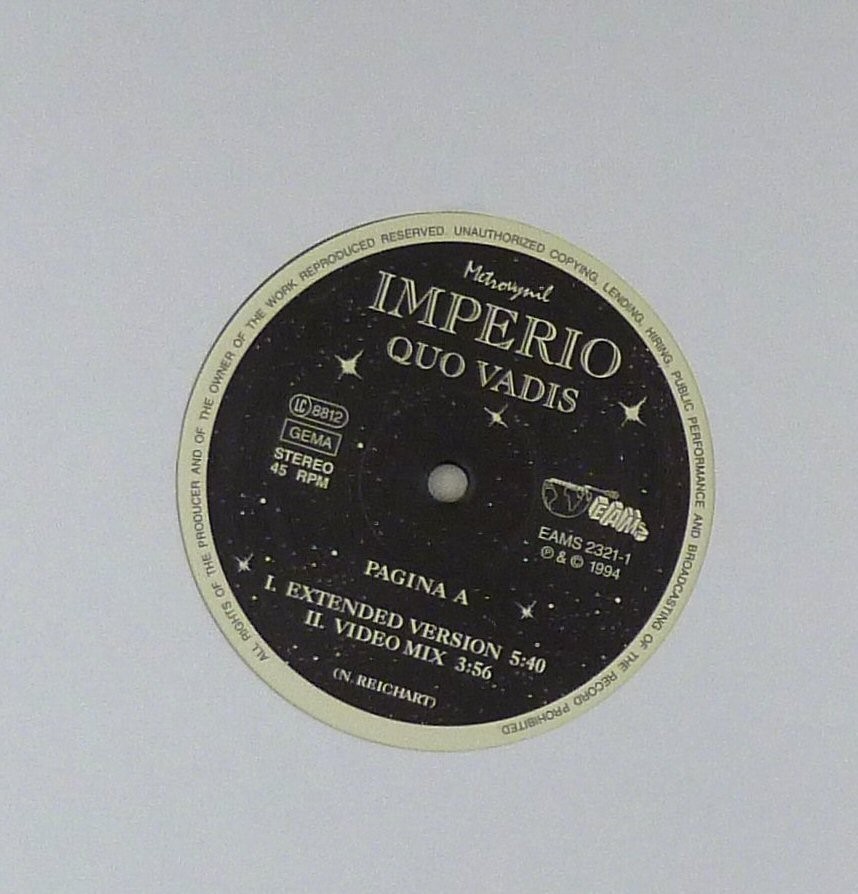 ALL RIGHTS OF THE PRODUCER AND OF THE OWNER OF THE WORK REPRODUCED RESERVED. UNAUTHORIZED COPYING, LENDING, HIRING, PUBLIC PERFORMANCE AND BROADCASTING OF THE RECORD PROHIBITED
Metrovynil
IMPERIO
QUO VADIS
LC 8812
GEMA
STEREO
45 RPM
EAMS
EAMS 2321-1
℗ & © 1994
PAGINA A
I. EXTENDED VERSION 5:40
II. VIDEO MIX 3:56
(N. REICHART)